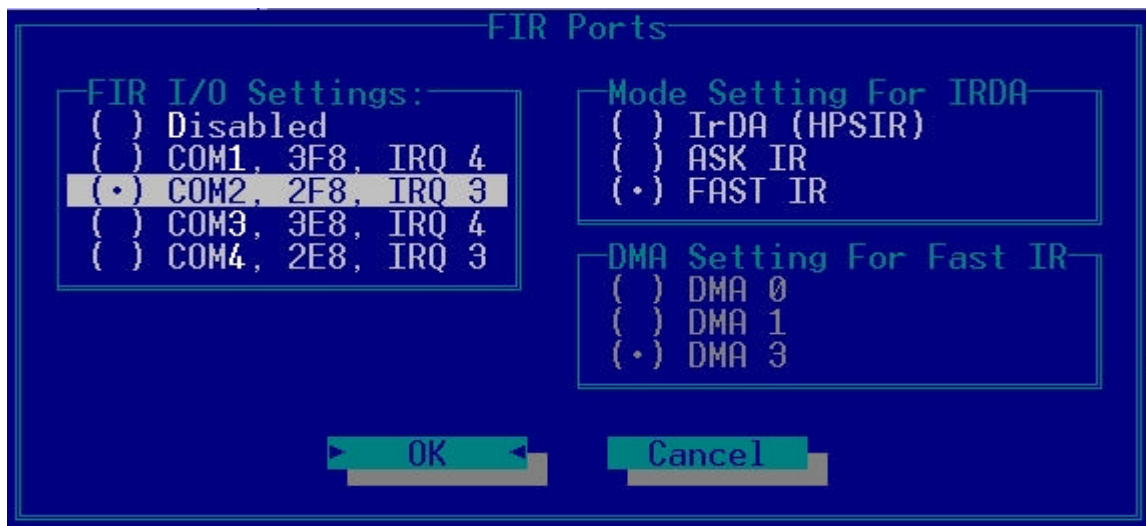 FIR Ports
FIR I/O Settings:
( ) Disabled
( ) COM1, 3F8, IRQ 4
(·) COM2, 2F8, IRQ 3
( ) COM3, 3E8, IRQ 4
( ) COM4, 2E8, IRQ 3
Mode Setting For IRDA
( ) IrDA (HPSIR)
( ) ASK IR
(·) FAST IR
DMA Setting For Fast IR
( ) DMA 0
( ) DMA 1
(·) DMA 3
► OK ◄
Cancel